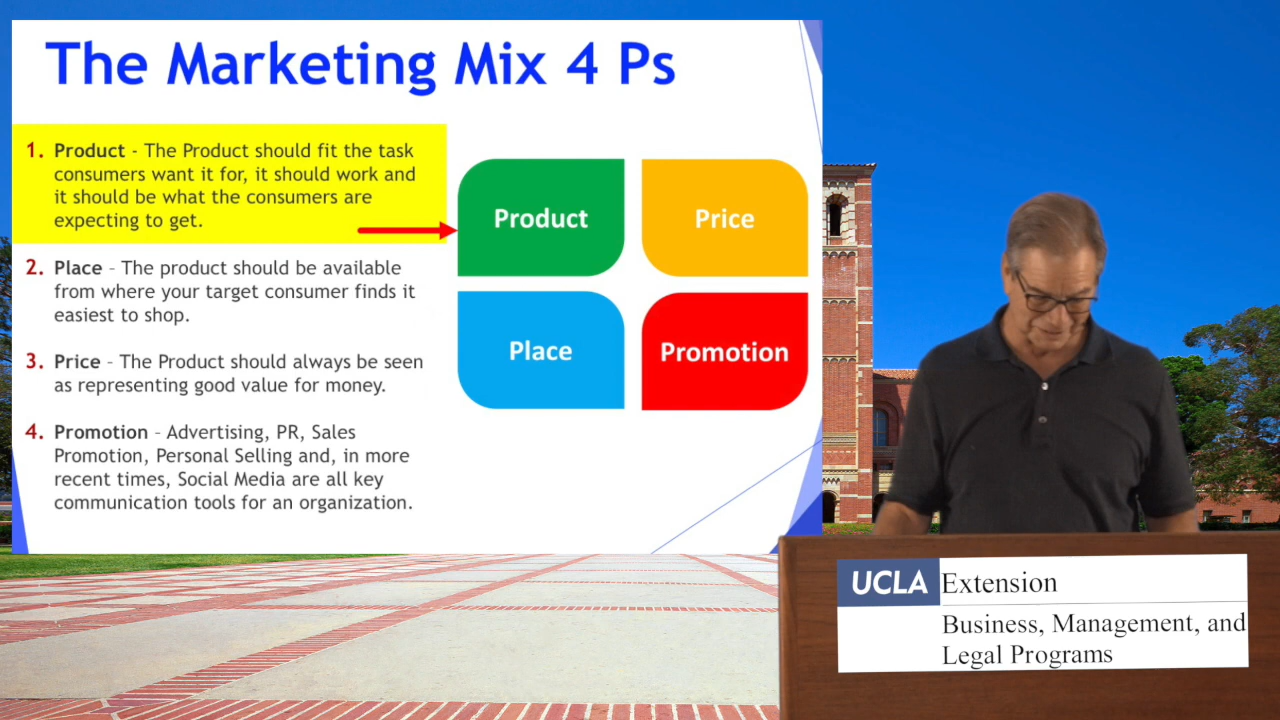 The Marketing Mix 4 Ps
1. Product - The Product should fit the task
consumers want it for, it should work and
it should be what the consumers are
expecting to get.
2. Place – The product should be available
from where your target consumer finds it
easiest to shop.
3. Price – The Product should always be seen
as representing good value for money.
4. Promotion – Advertising, PR, Sales
Promotion, Personal Selling and, in more
recent times, Social Media are all key
communication tools for an organization.
Product
Price
Place
Promotion
UCLA Extension
Business, Management, and
Legal Programs